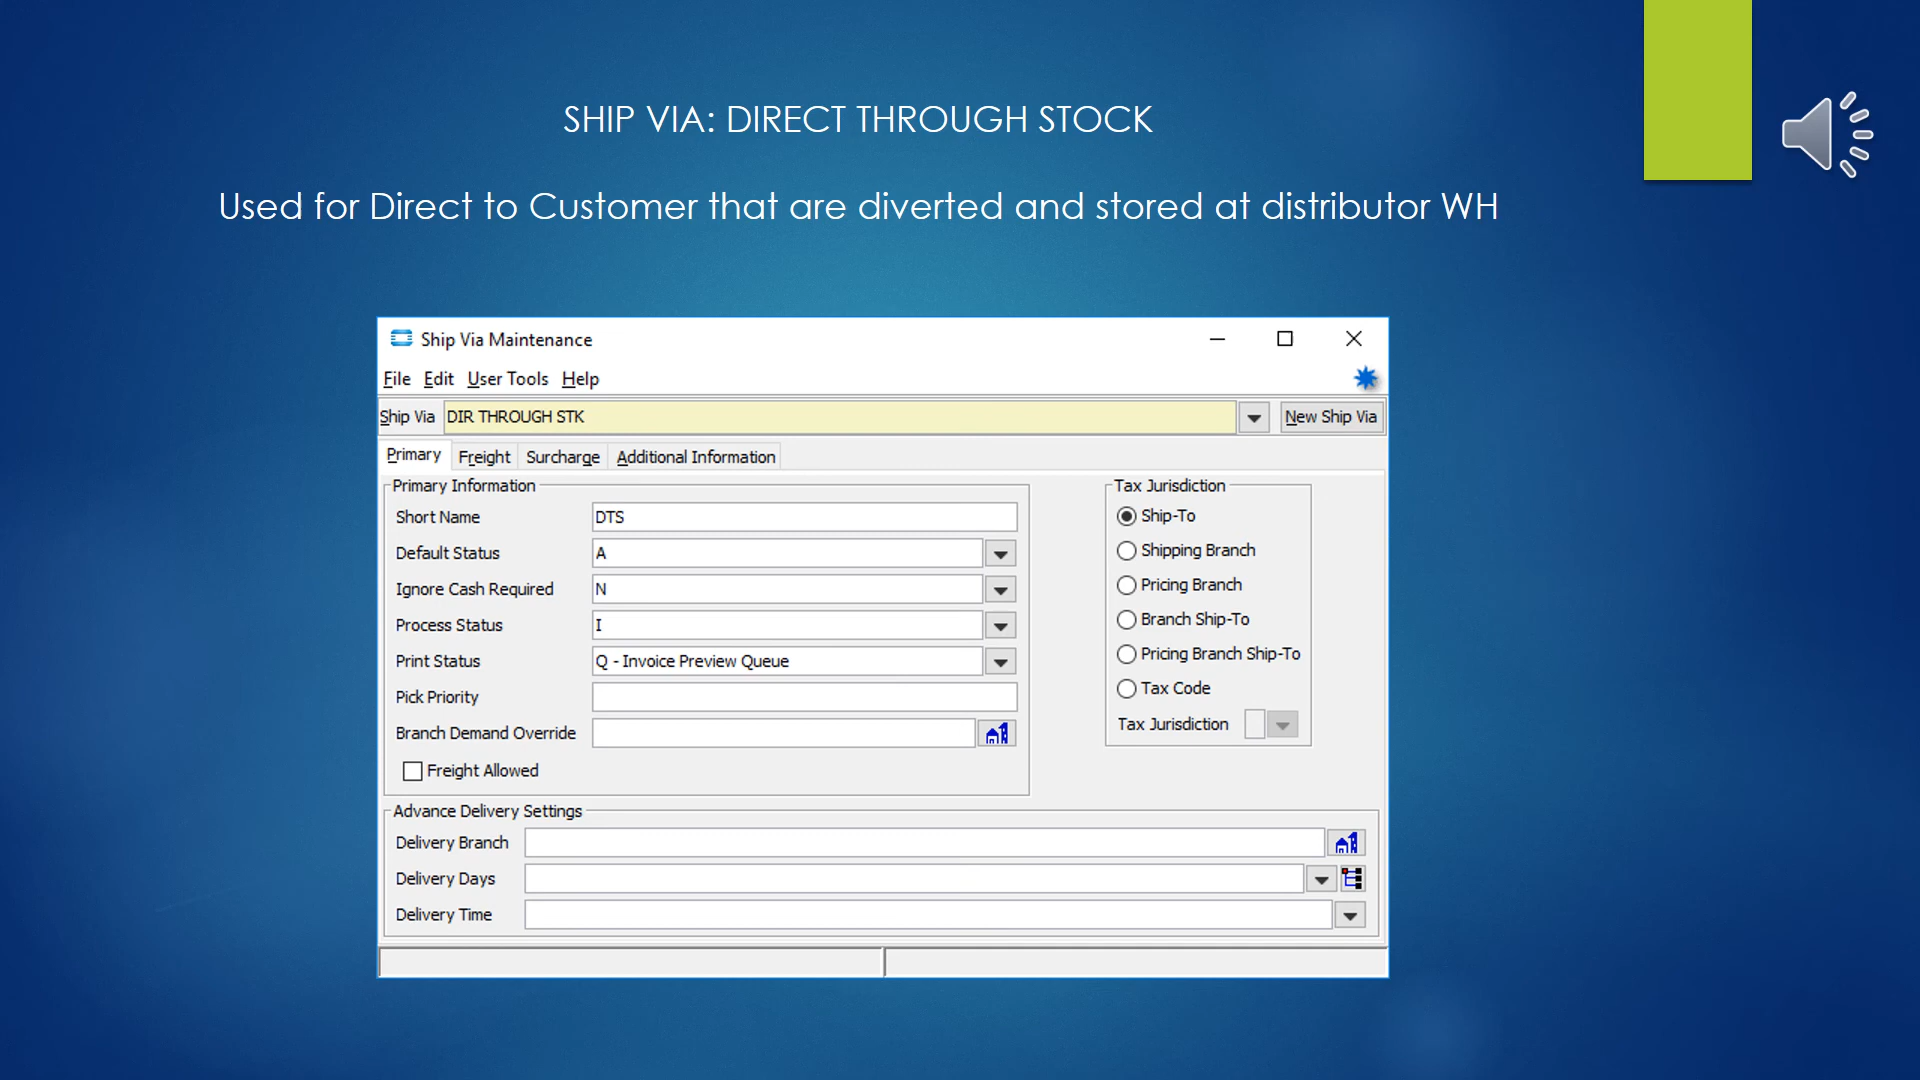 SHIP VIA: DIRECT THROUGH STOCK
Used for Direct to Customer that are diverted and stored at distributor WH
Ship Via Maintenance
File Edit User Tools Help
Ship Via DIR THROUGH STK New Ship Via
Primary Freight Surcharge Additional Information
Primary Information
Short Name DTS
Default Status A
Ignore Cash Required N
Process Status I
Print Status Q - Invoice Preview Queue
Pick Priority
Branch Demand Override
Freight Allowed
Tax Jurisdiction
Ship-To
Shipping Branch
Pricing Branch
Branch Ship-To
Pricing Branch Ship-To
Tax Code
Tax Jurisdiction
Advance Delivery Settings
Delivery Branch
Delivery Days
Delivery Time